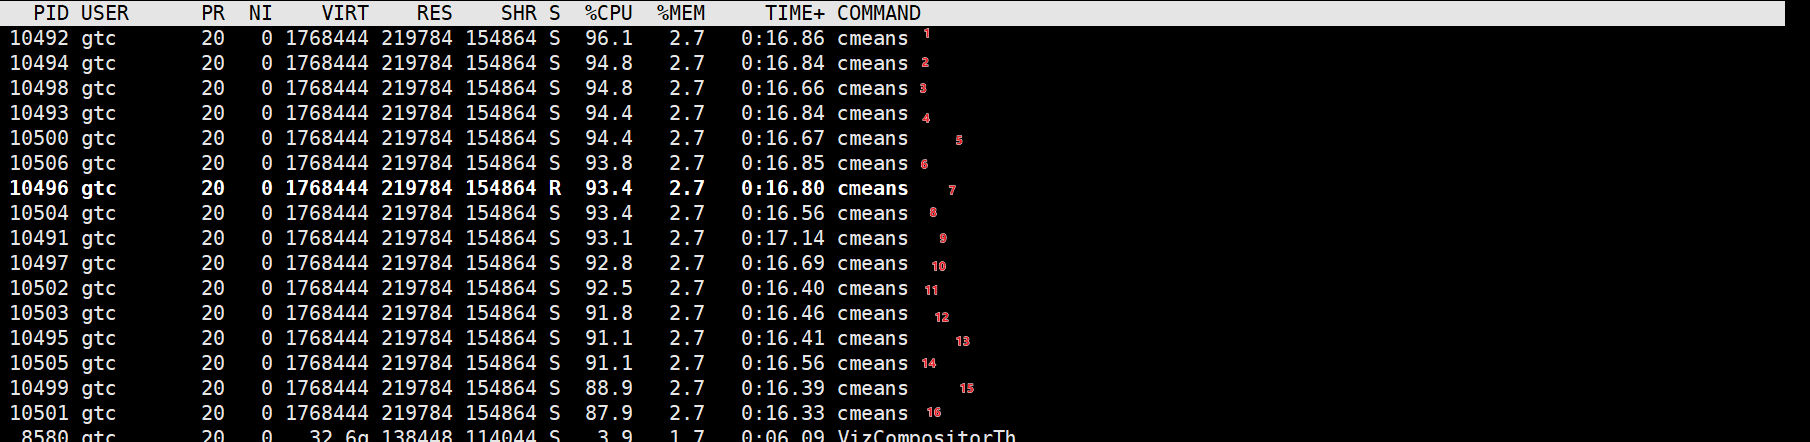 PID USER PR NI VIRT RES SHR S %CPU %MEM TIME+ COMMAND
10492 gtc 20 0 1768444 219784 154864 S 96.1 2.7 0:16.86 cmeans 1
10494 gtc 20 0 1768444 219784 154864 S 94.8 2.7 0:16.84 cmeans 2
10498 gtc 20 0 1768444 219784 154864 S 94.8 2.7 0:16.66 cmeans 3
10493 gtc 20 0 1768444 219784 154864 S 94.4 2.7 0:16.84 cmeans 4
10500 gtc 20 0 1768444 219784 154864 S 94.4 2.7 0:16.67 cmeans 5
10506 gtc 20 0 1768444 219784 154864 S 93.8 2.7 0:16.85 cmeans 6
10496 gtc 20 0 1768444 219784 154864 R 93.4 2.7 0:16.80 cmeans 7
10504 gtc 20 0 1768444 219784 154864 S 93.4 2.7 0:16.56 cmeans 8
10491 gtc 20 0 1768444 219784 154864 S 93.1 2.7 0:17.14 cmeans 9
10497 gtc 20 0 1768444 219784 154864 S 92.8 2.7 0:16.69 cmeans 10
10502 gtc 20 0 1768444 219784 154864 S 92.5 2.7 0:16.40 cmeans 11
10503 gtc 20 0 1768444 219784 154864 S 91.8 2.7 0:16.46 cmeans 12
10495 gtc 20 0 1768444 219784 154864 S 91.1 2.7 0:16.41 cmeans 13
10505 gtc 20 0 1768444 219784 154864 S 91.1 2.7 0:16.56 cmeans 14
10499 gtc 20 0 1768444 219784 154864 S 88.9 2.7 0:16.39 cmeans 15
10501 gtc 20 0 1768444 219784 154864 S 87.9 2.7 0:16.33 cmeans 16
8580 gtc 20 0 32.6g 138448 114044 S 3.9 1.7 0:06.09 VizCompositorTh